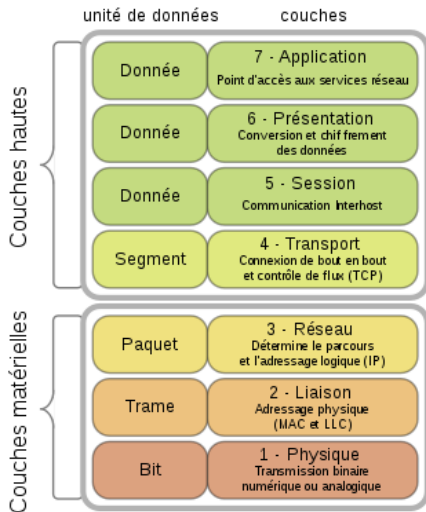 unité de données
couches
Couches hautes
Donnée
7 - Application
Point d'accès aux services réseau
Donnée
6 - Présentation
Conversion et chiffrement
des données
Donnée
5 - Session
Communication Interhost
Segment
4 - Transport
Connexion de bout en bout
et contrôle de flux (TCP)
Couches matérielles
Paquet
3 - Réseau
Détermine le parcours
et l'adressage logique (IP)
Trame
2 - Liaison
Adressage physique
(MAC et LLC)
Bit
1 - Physique
Transmission binaire
numérique ou analogique